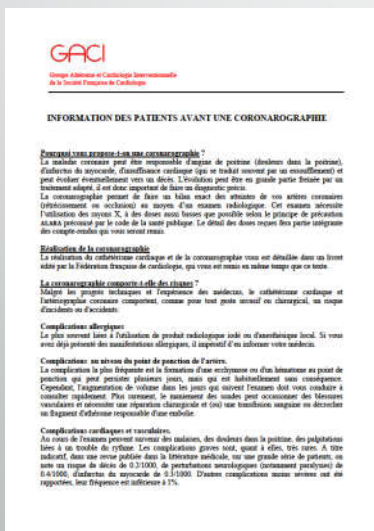 GACI
Groupe Athérome et Cardiologie Interventionnelle
de la Société Française de Cardiologie
INFORMATION DES PATIENTS AVANT UNE CORONAROGRAPHIE
Pourquoi vous propose-t-on une coronarographie ?
La maladie coronaire peut être responsable d'angine de poitrine (douleurs dans la poitrine),
d'infarctus du myocarde, d'insuffisance cardiaque (qui se traduit souvent par un essoufflement) et
peut évoluer éventuellement vers un décès. L'évolution peut être en grande partie freinée par un
traitement adapté, il est donc important de faire un diagnostic précis.
La coronarographie permet de faire un bilan exact des atteintes de vos artères coronaires
(rétrécissement ou occlusion) au moyen d'un examen radiologique. Cet examen nécessite
l'utilisation des rayons X, à des doses aussi basses que possible selon le principe de précaution
ALARA préconisé par le code de la santé publique. Le détail des doses reçues fera partie intégrante
des compte-rendus qui vous seront remis.
Réalisation de la coronarographie
La réalisation du cathétérisme cardiaque et de la coronarographie vous est détaillée dans un livret
édité par la Fédération française de cardiologie, qui vous est remis en même temps que ce texte.
La coronarographie comporte-t-elle des risques ?
Malgré les progrès techniques et l'expérience des médecins, le cathétérisme cardiaque et
l'artériographie coronaire comportent, comme pour tout geste invasif ou chirurgical, un risque
d'incidents ou d'accidents:
Complications allergiques
Le plus souvent liées à l'utilisation de produit radiologique iodé ou d'anesthésique local. Si vous
avez déjà présenté des manifestations allergiques, il impératif d'en informer votre médecin.
Complications au niveau du point de ponction de l'artère.
La complication la plus fréquente est la formation d'une ecchymose ou d'un hématome au point de
ponction qui peut persister plusieurs jours, mais qui est habituellement sans conséquence.
Cependant, l'augmentation de volume dans les jours qui suivent l'examen doit vous conduire à
consulter rapidement. Plus rarement, le maniement des sondes peut occasionner des blessures
vasculaires et nécessiter une réparation chirurgicale et (ou) une transfusion sanguine ou décrocher
un fragment d'athérome responsable d'une embolie.
Complications cardiaques et vasculaires.
Au cours de l'examen peuvent survenir des malaises, des douleurs dans la poitrine, des palpitations
liées à un trouble du rythme. Les complications graves sont, quant à elles, très rares. A titre
indicatif, dans une revue publiée dans la littérature médicale, sur une grande série de patients, on
note un risque de décès de 0.2/1000, de perturbations neurologiques (notamment paralysies) de
0.4/1000, d'infarctus du myocarde de 0.3/1000. D'autres complications moins sévères ont été
rapportées, leur fréquence est inférieure à 1%.